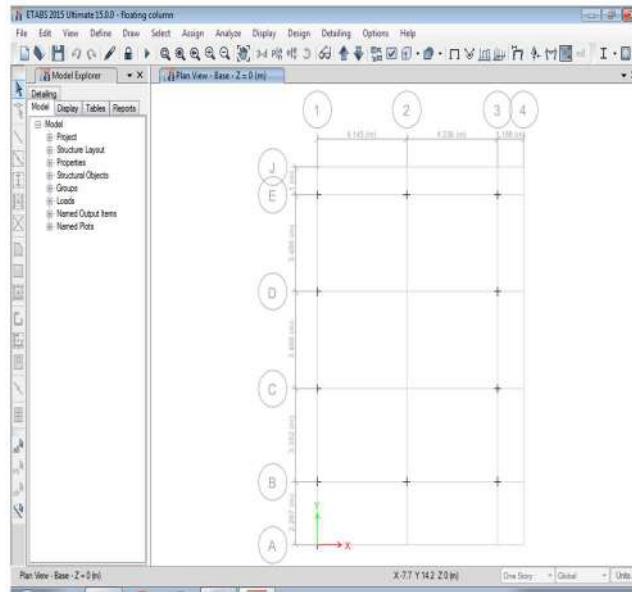 ETABS 2015 Ultimate 15.0.0 - floating column
File Edit View Define Draw Select Assign Analyze Display Design Detailing Options Help
Model Explorer
Plan View - Base - Z = 0 (m)
Detailing
Model Display Tables Reports
Model
Project
Structure Layout
Properties
Structural Objects
Groups
Loads
Named Output Items
Named Plots
1 2 3 4
J
E
D
C
B
A
Y
X
Plan View - Base - Z = 0 (m)
X -7.7 Y 14.2 Z 0 (m)
One Story
Global
Units